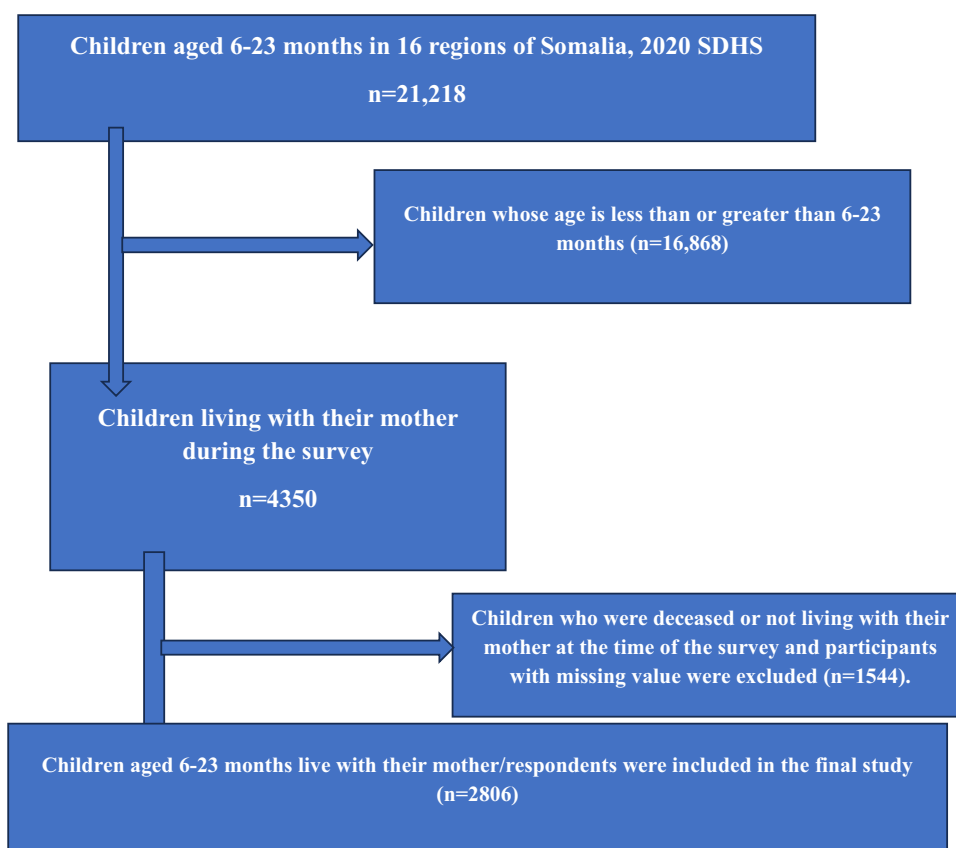 Children aged 6-23 months in 16 regions of Somalia, 2020 SDHS
n=21,218
Children whose age is less than or greater than 6-23
months (n=16,868)
Children living with their mother
during the survey
n=4350
Children who were deceased or not living with their
mother at the time of the survey and participants
with missing value were excluded (n=1544).
Children aged 6-23 months live with their mother/respondents were included in the final study
(n=2806)